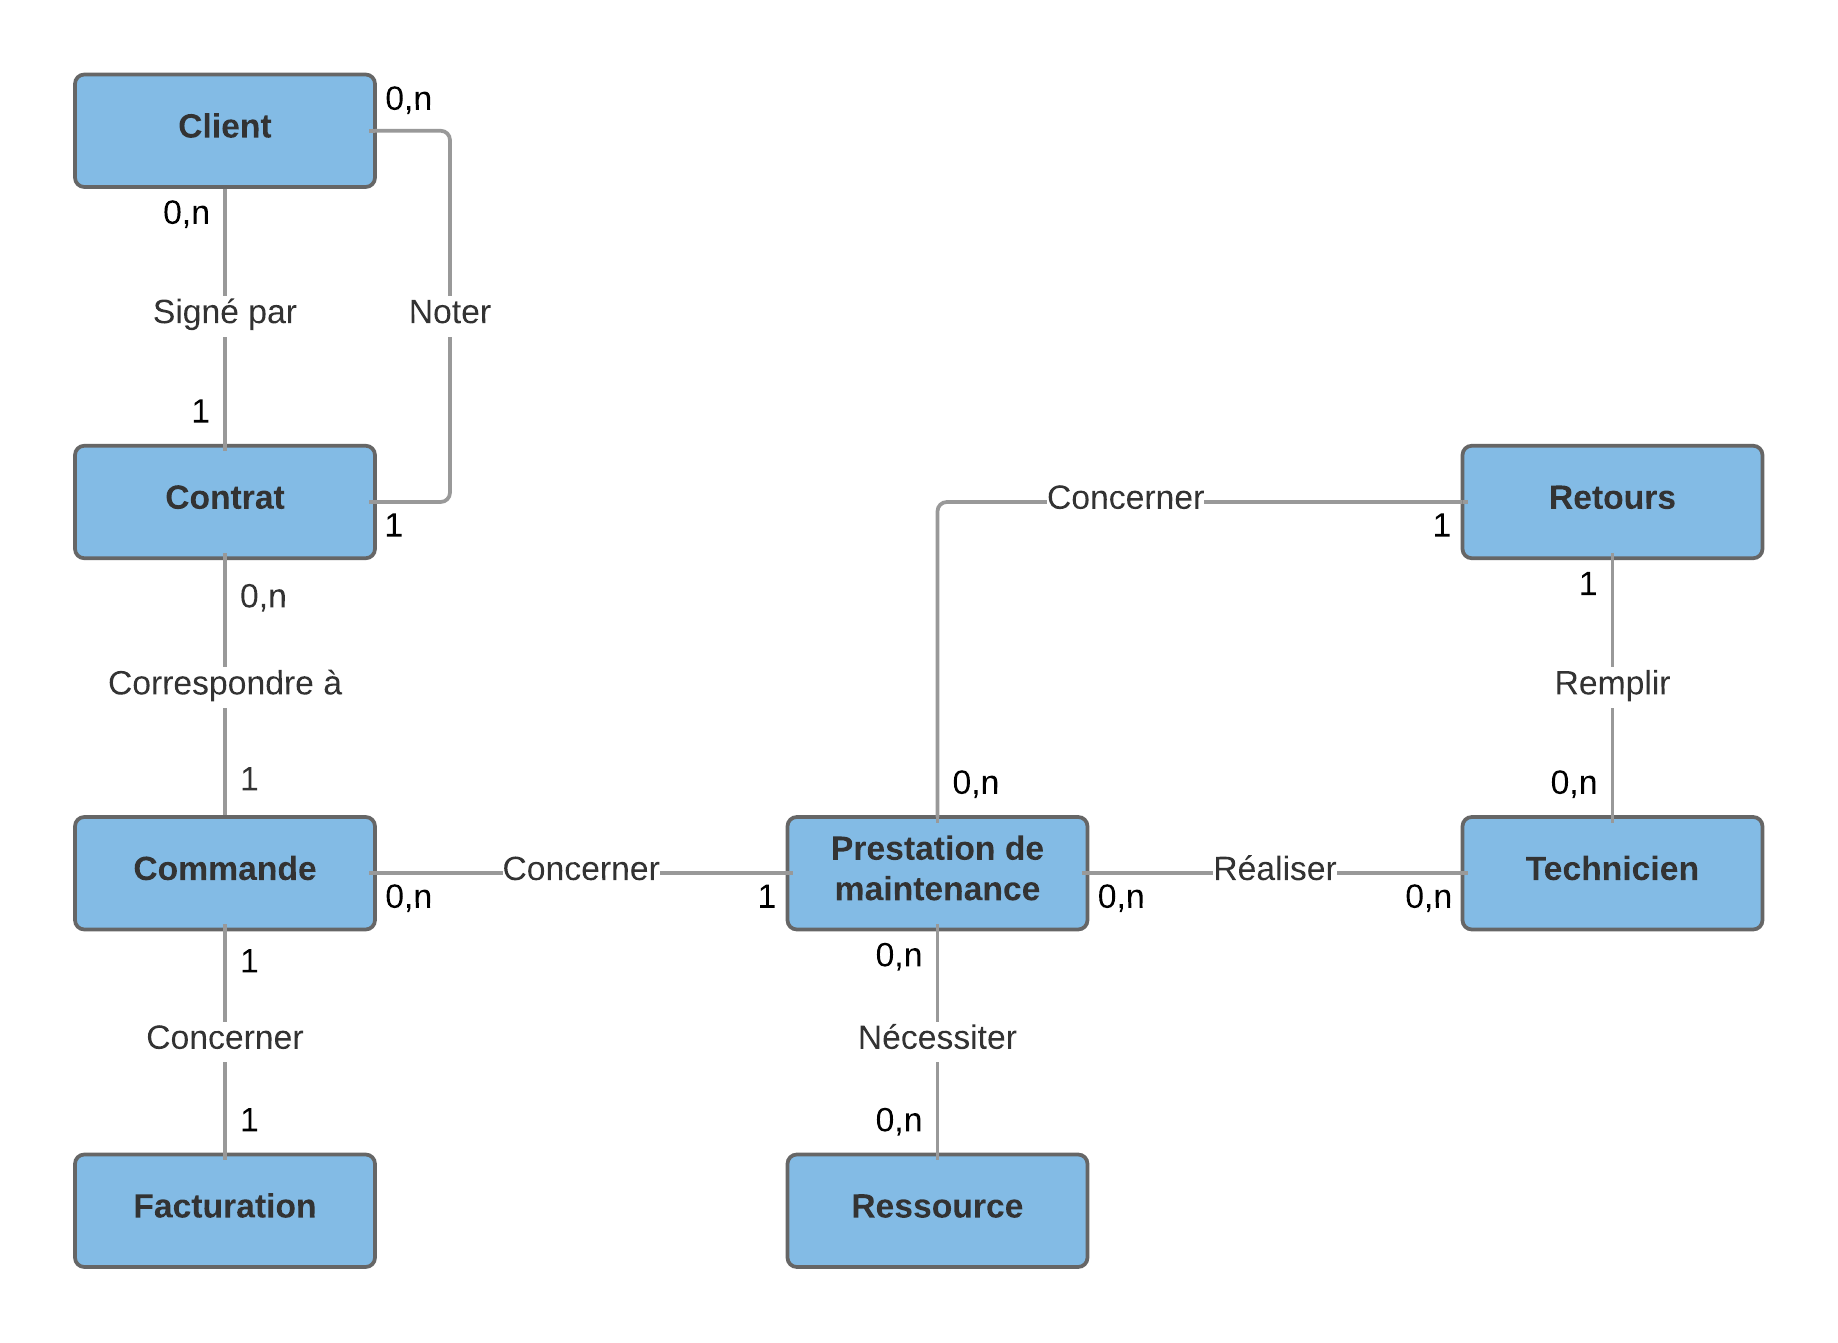 Client
0,n
0,n
Signé par
Noter
1
Contrat
1
Concerner
1
Retours
0,n
1
Correspondre à
Remplir
1
0,n
0,n
Commande
0,n
Concerner
1
Prestation de
maintenance
0,n
Réaliser
0,n
Technicien
1
0,n
Concerner
Nécessiter
1
0,n
Facturation
Ressource